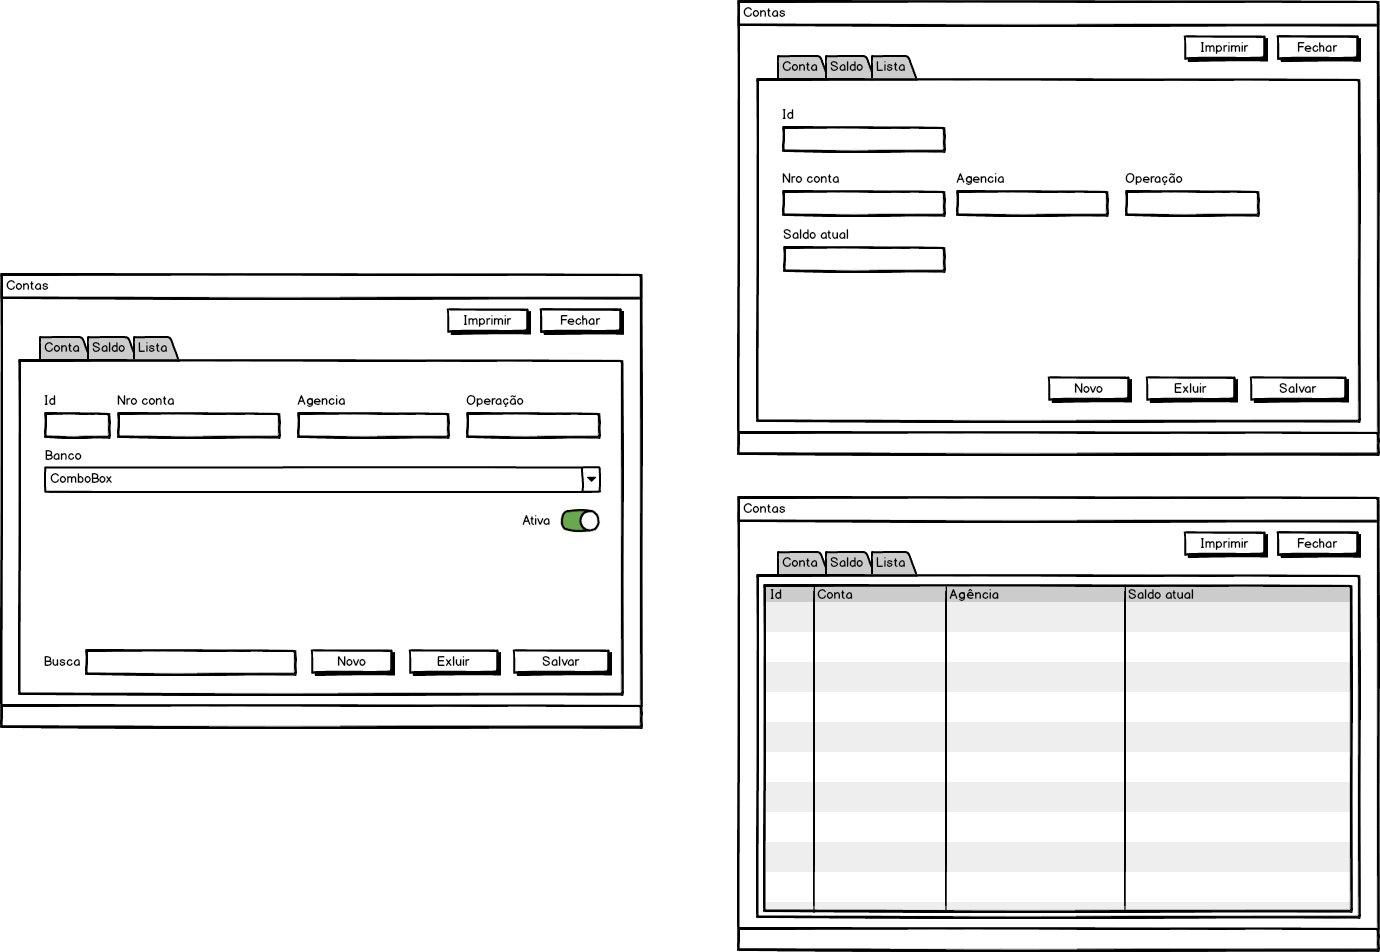 Contas
Imprimir Fechar
Conta Saldo Lista
Id Nro conta Agencia Operação
Banco
ComboBox
Ativa
Busca Novo Exluir Salvar
Contas
Imprimir Fechar
Conta Saldo Lista
Id
Nro conta Agencia Operação
Saldo atual
Novo Exluir Salvar
Contas
Imprimir Fechar
Conta Saldo Lista
Id Conta Agência Saldo atual